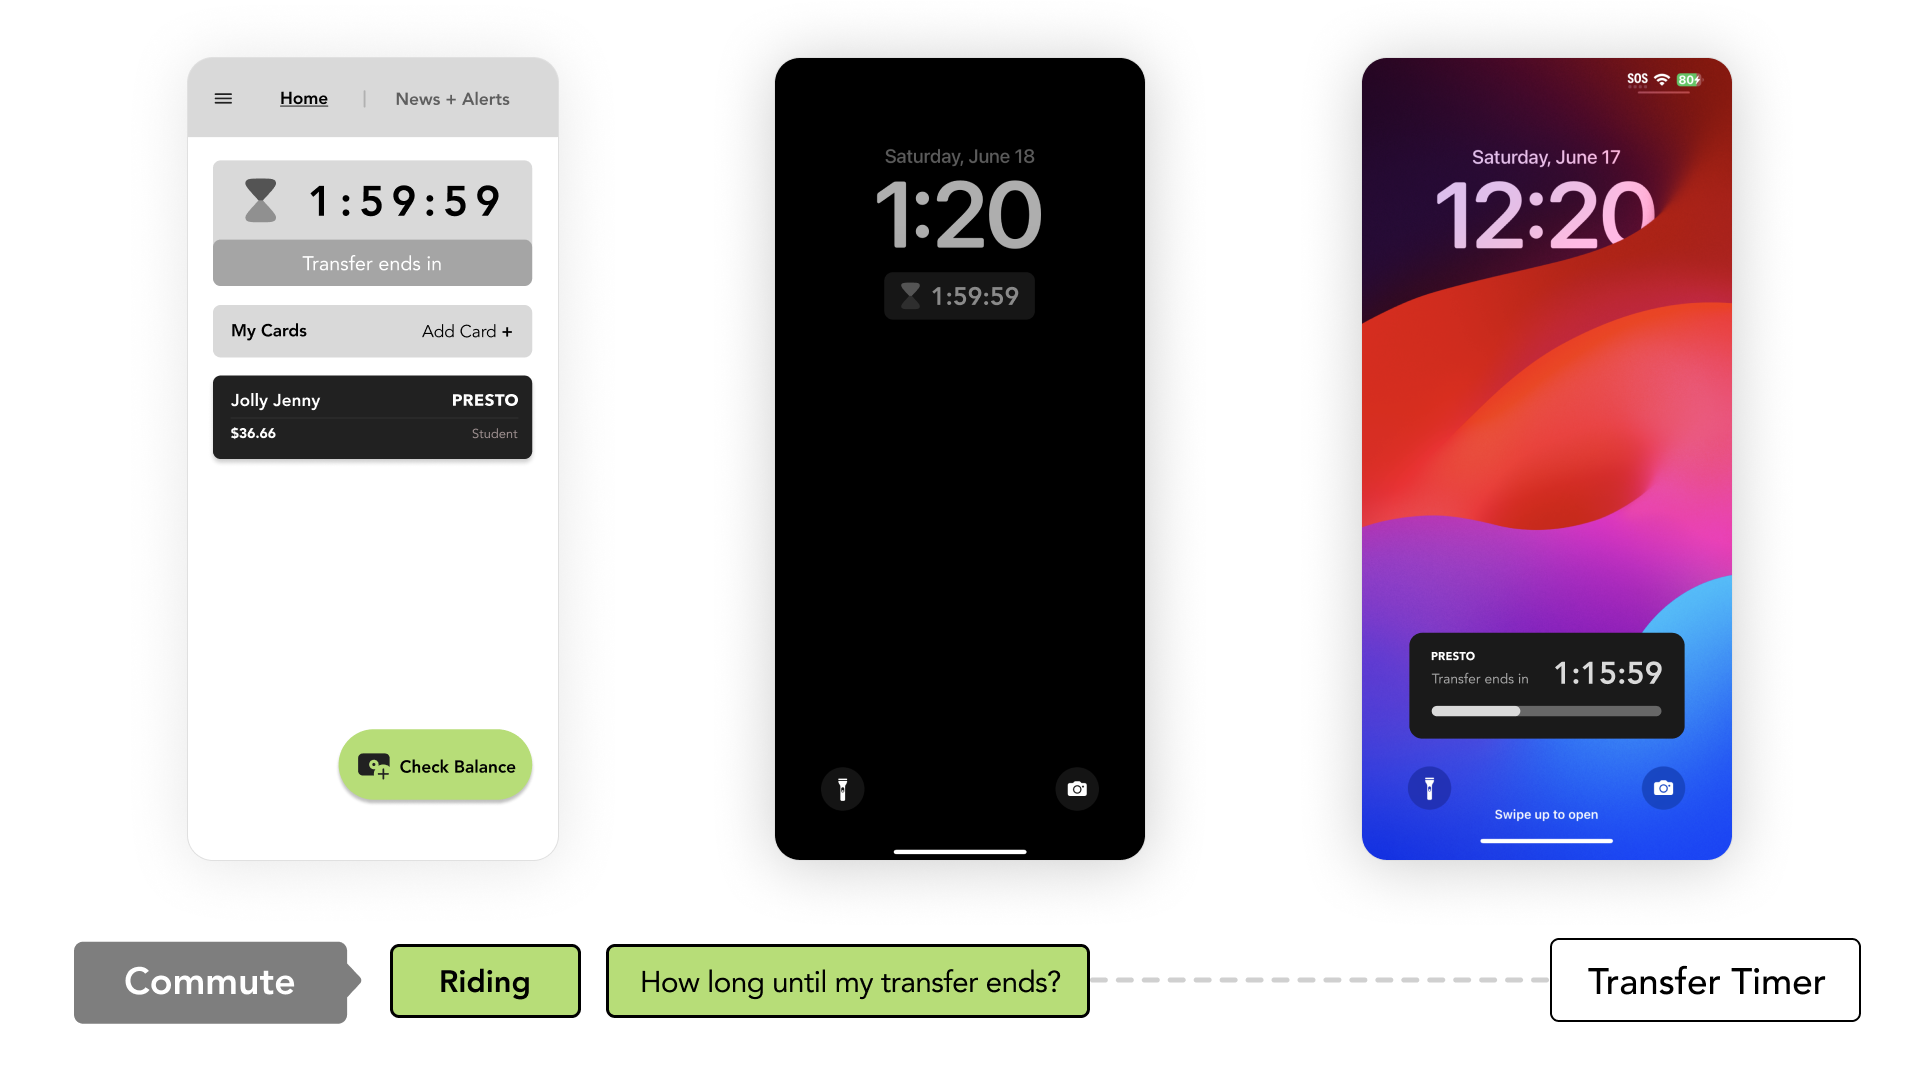 Home | News + Alerts
1:59:59
Transfer ends in
My Cards Add Card +
Jolly Jenny PRESTO
$36.66 Student
Check Balance
Saturday, June 18
1:20
1:59:59
SOS 80
Saturday, June 17
12:20
PRESTO
Transfer ends in 1:15:59
Swipe up to open
Commute
Riding
How long until my transfer ends?
Transfer Timer